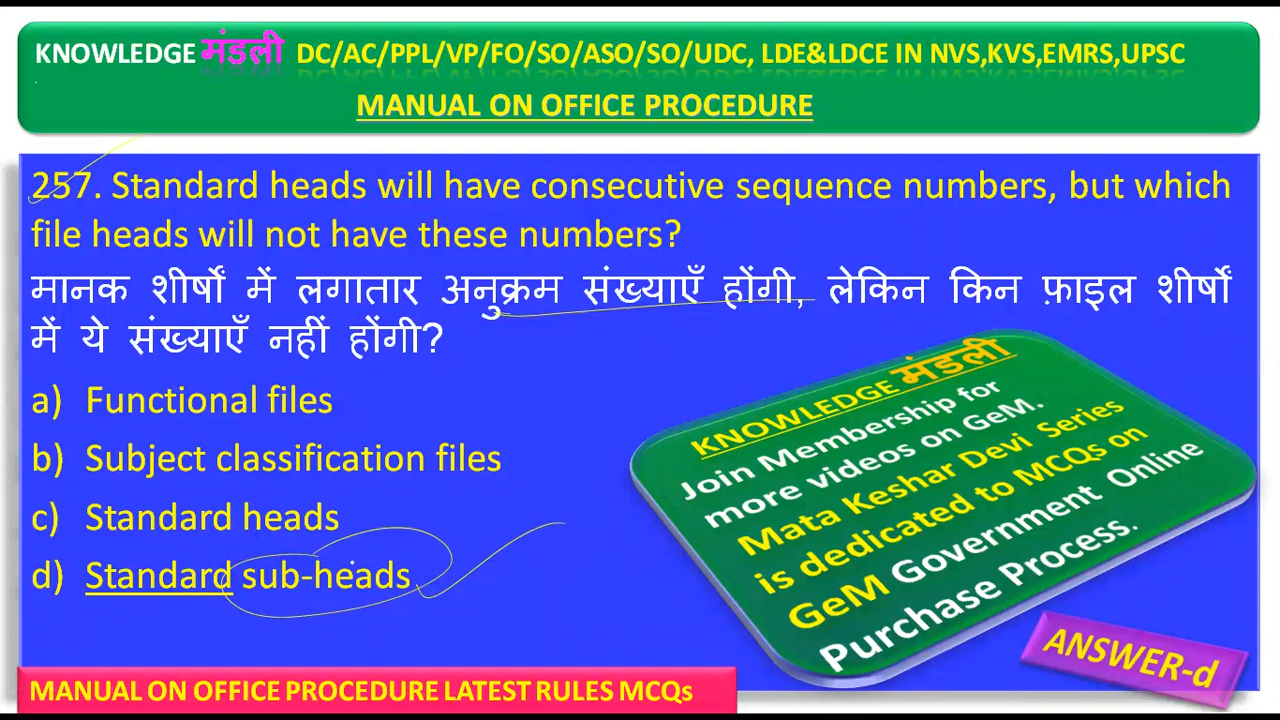 KNOWLEDGE मंडली DC/AC/PPL/VP/FO/SO/ASO/SO/UDC, LDE&LDCE IN NVS,KVS,EMRS,UPSC
MANUAL ON OFFICE PROCEDURE
257. Standard heads will have consecutive sequence numbers, but which
file heads will not have these numbers?
मानक शीर्षों में लगातार अनुक्रम संख्याएँ होंगी, लेकिन किन फ़ाइल शीर्षों
में ये संख्याएँ नहीं होंगी?
a) Functional files
b) Subject classification files
c) Standard heads
d) Standard sub-heads
KNOWLEDGE मंडली
Join Membership for
more videos on GeM.
Mata Keshar Devi Series
is dedicated to MCQs on
GeM Government Online
Purchase Process.
ANSWER-d
MANUAL ON OFFICE PROCEDURE LATEST RULES MCQs